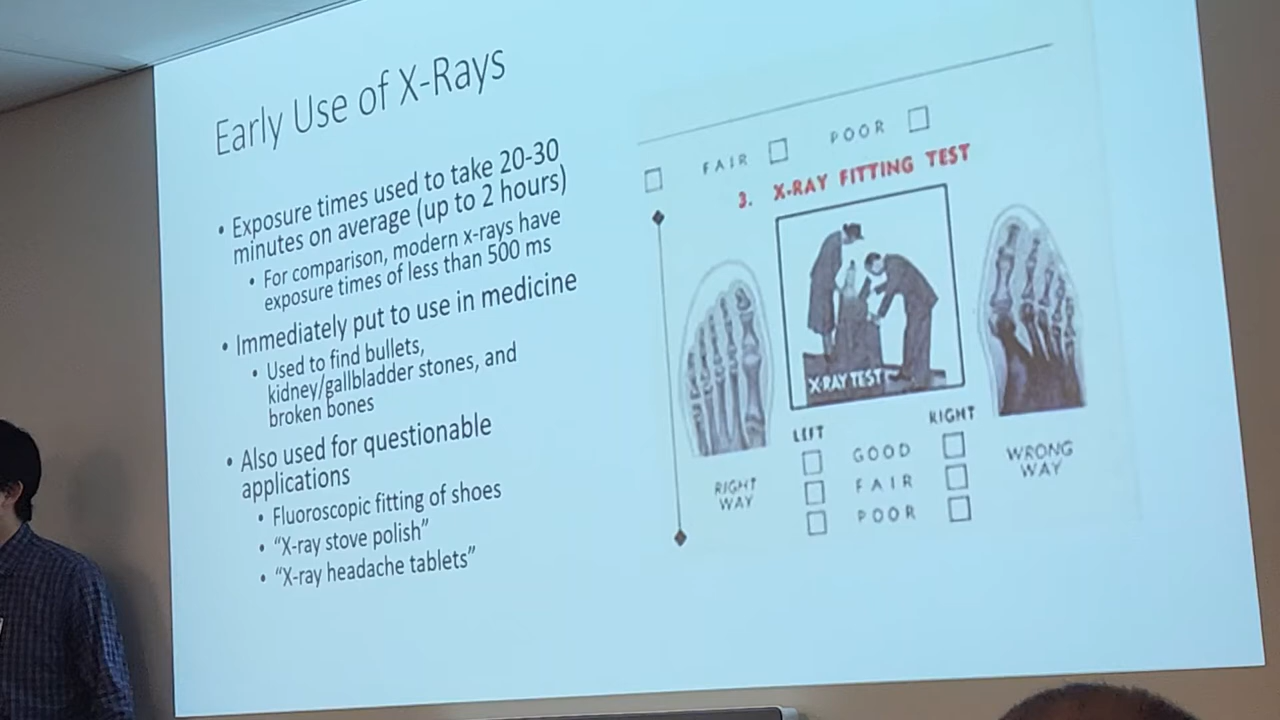 Early Use of X-Rays
• Exposure times used to take 20-30
minutes on average (up to 2 hours)
• For comparison, modern x-rays have
exposure times of less than 500 ms
• Immediately put to use in medicine
• Used to find bullets,
kidney/gallbladder stones, and
broken bones
• Also used for questionable
applications
• Fluoroscopic fitting of shoes
• “X-ray stove polish”
• “X-ray headache tablets”
FAIR POOR
3. X-RAY FITTING TEST
X-RAY TEST
LEFT RIGHT
GOOD
FAIR
POOR
RIGHT
WAY
WRONG
WAY